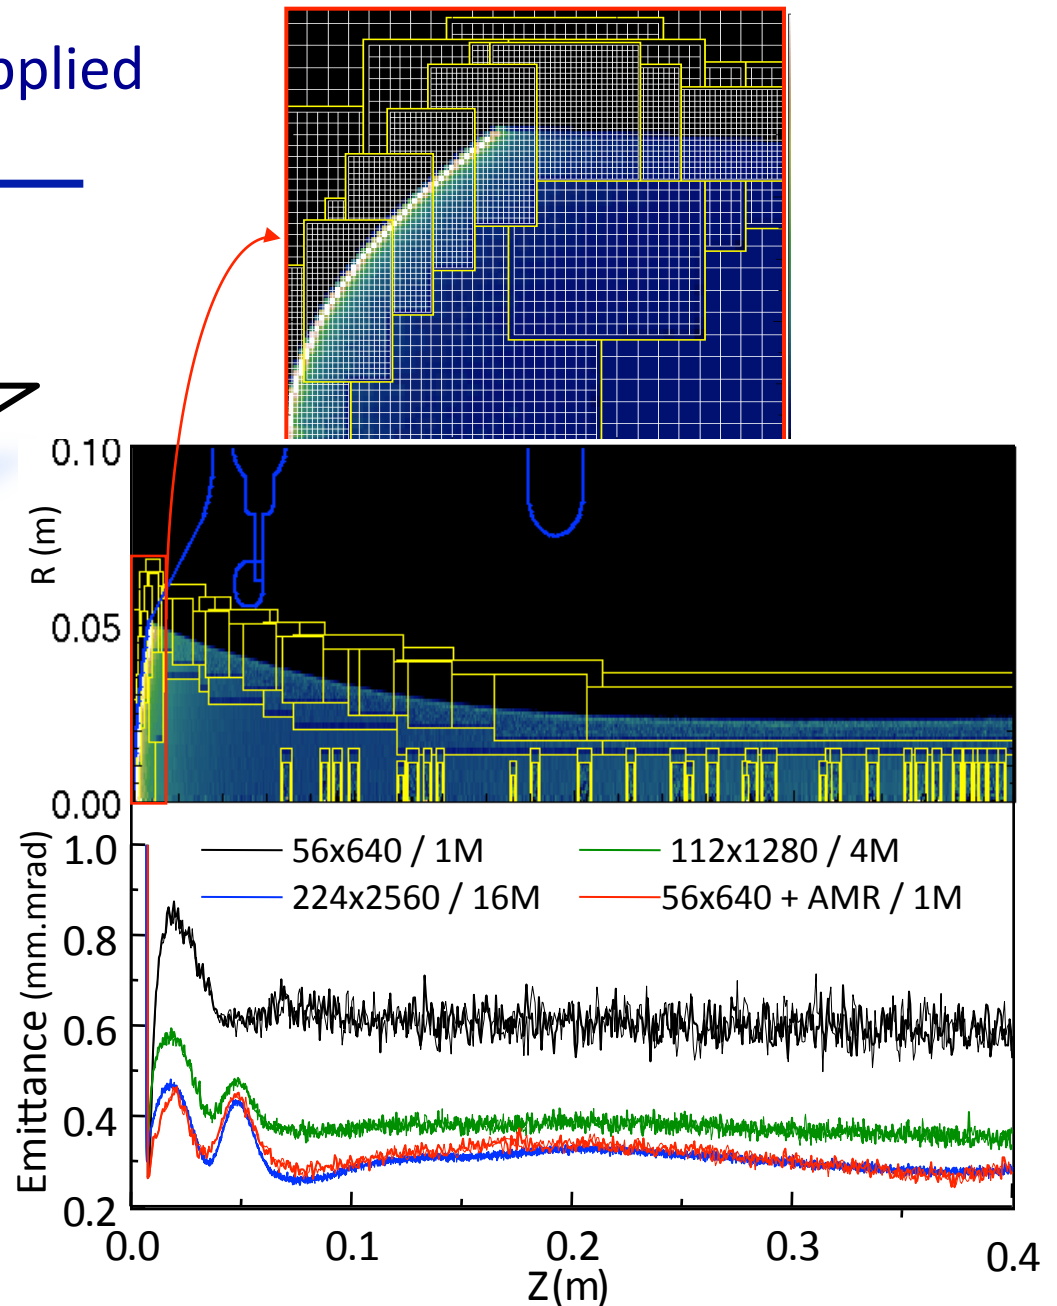 pplied
0.10
R (m)
0.05
0.00
Emittance (mm.mrad)
1.0
0.8
0.6
0.4
0.2
56x640 / 1M
112x1280 / 4M
224x2560 / 16M
56x640 + AMR / 1M
0.0 0.1 0.2 0.3 0.4
Z(m)